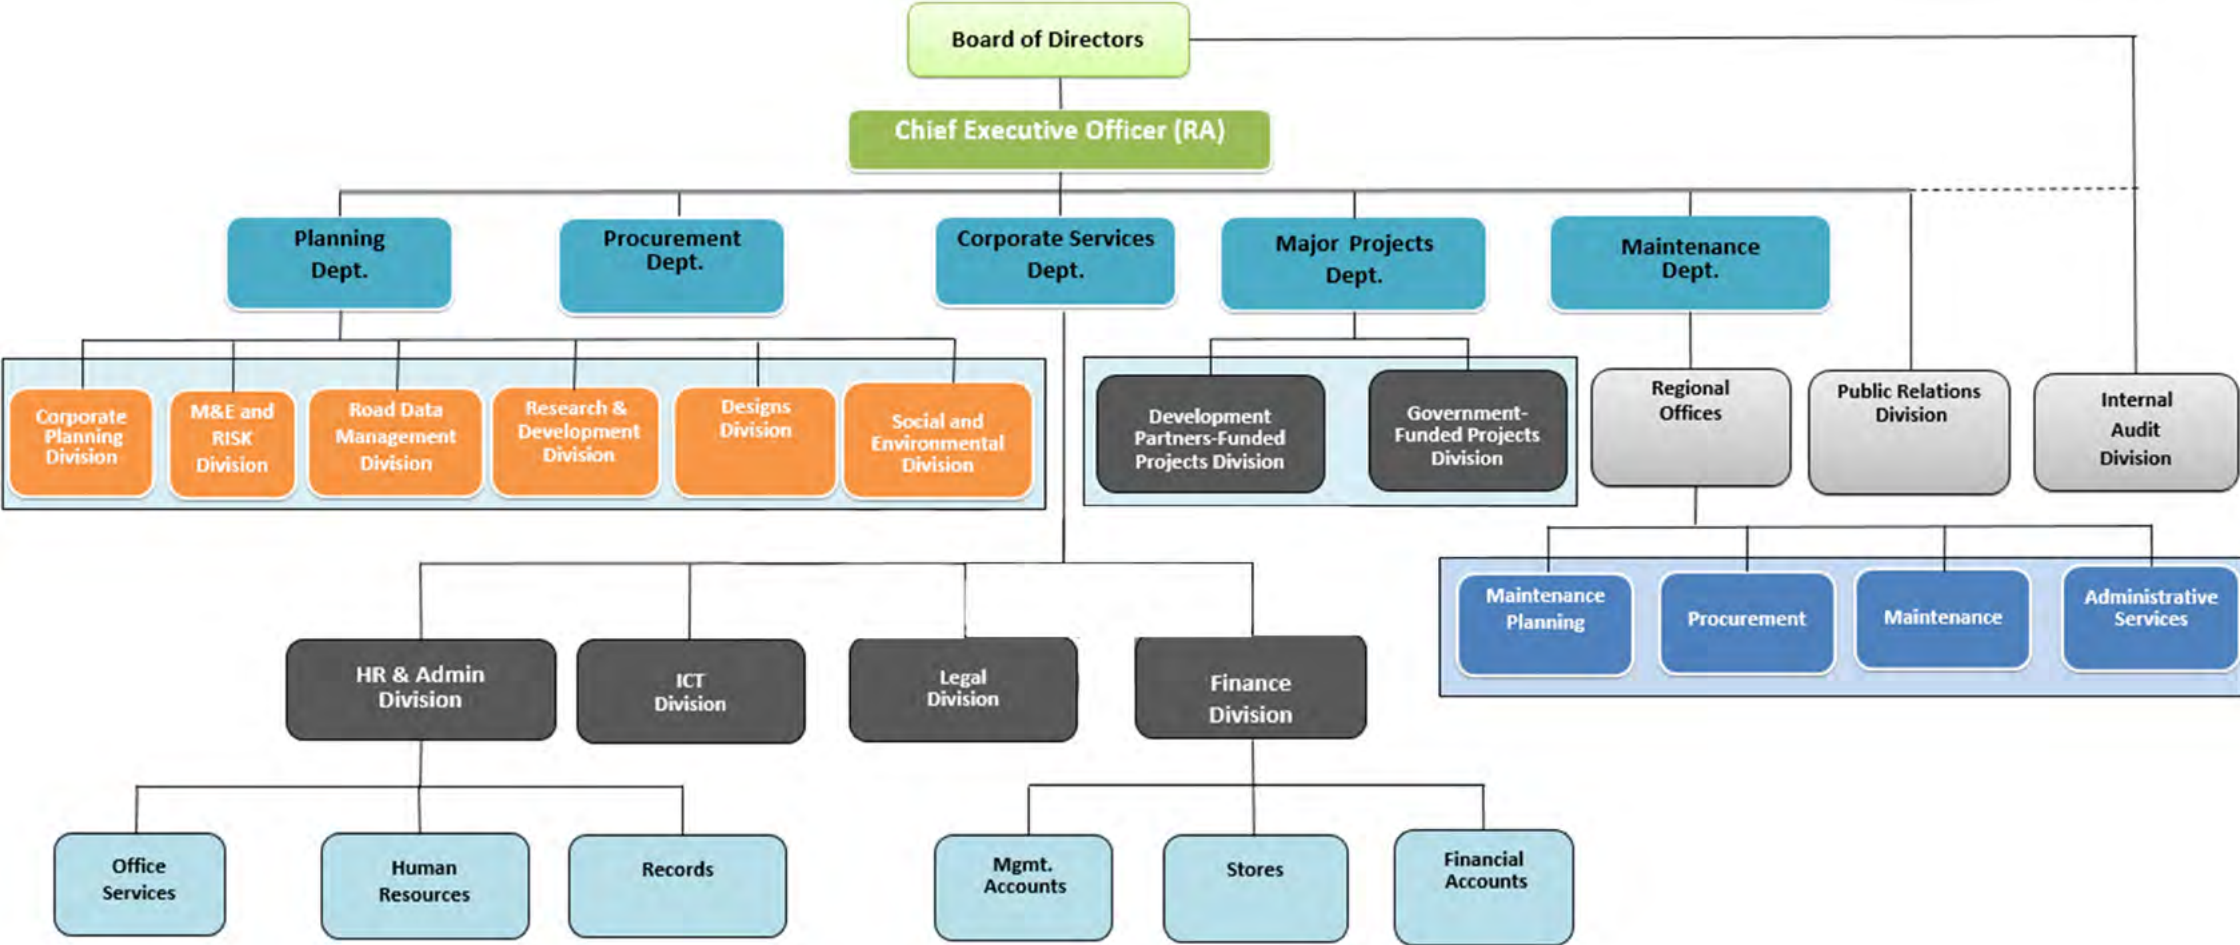 Board of Directors
Chief Executive Officer (RA)
Planning
Dept.
Procurement
Dept.
Corporate Services
Dept.
Major Projects
Dept.
Maintenance
Dept.
Corporate
Planning
Division
M&E and
RISK
Division
Road Data
Management
Division
Research &
Development
Division
Designs
Division
Social and
Environmental
Division
Development
Partners-Funded
Projects Division
Government-
Funded Projects
Division
Regional
Offices
Public Relations
Division
Internal
Audit
Division
Maintenance
Planning
Procurement
Maintenance
Administrative
Services
HR & Admin
Division
ICT
Division
Legal
Division
Finance
Division
Office
Services
Human
Resources
Records
Mgmt.
Accounts
Stores
Financial
Accounts